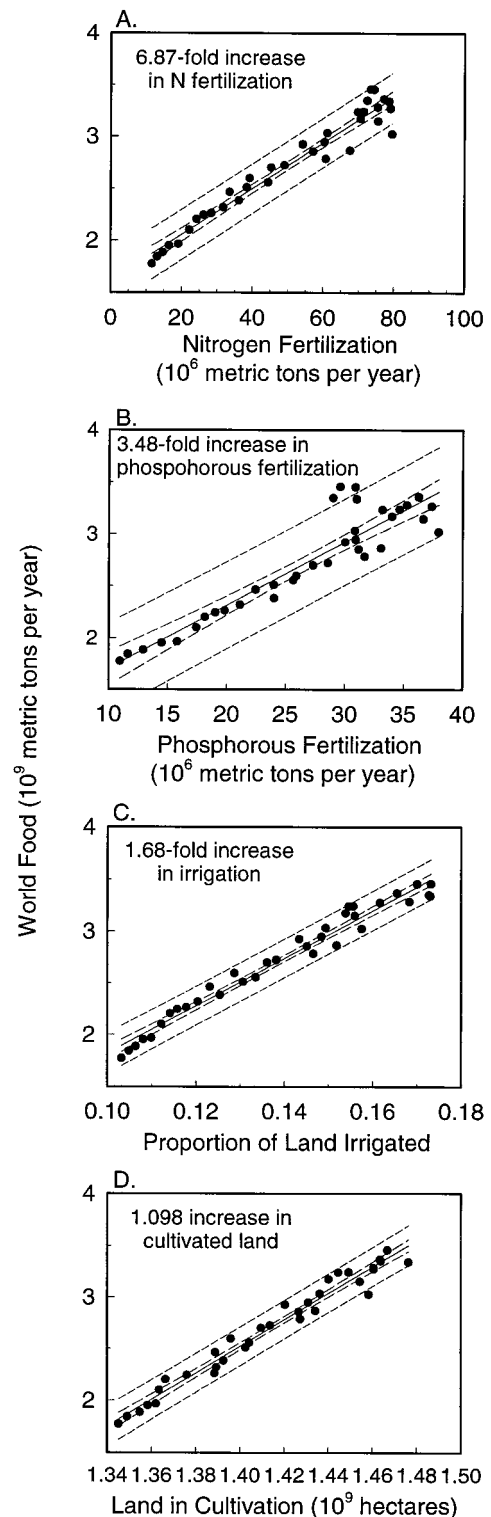 A.
6.87-fold increase
in N fertilization
4
3
2
0 20 40 60 80 100
Nitrogen Fertilization
(10⁶ metric tons per year)
B.
3.48-fold increase in
phospohorous fertilization
4
3
2
10 15 20 25 30 35 40
Phosphorous Fertilization
(10⁶ metric tons per year)
World Food (10⁹ metric tons per year)
C.
1.68-fold increase
in irrigation
4
3
2
0.10 0.12 0.14 0.16 0.18
Proportion of Land Irrigated
D.
1.098 increase in
cultivated land
4
3
2
1.34 1.36 1.38 1.40 1.42 1.44 1.46 1.48 1.50
Land in Cultivation (10⁹ hectares)